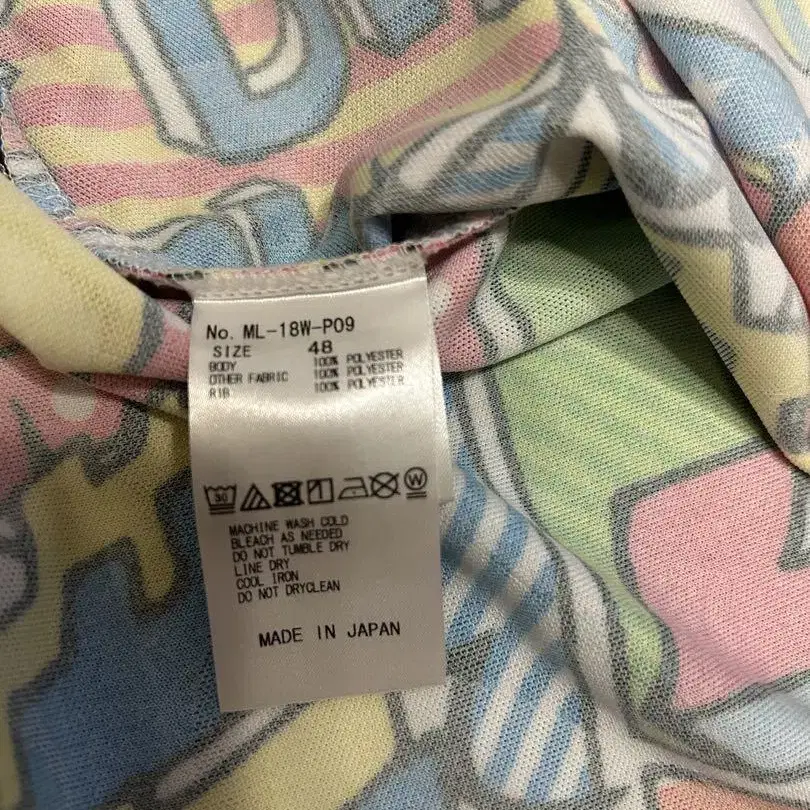 No. ML-18W-P09
SIZE 48
BODY 100% POLYESTER
OTHER FABRIC 100% POLYESTER
RIB 100% POLYESTER
30 W
MACHINE WASH COLD
BLEACH AS NEEDED
DO NOT TUMBLE DRY
LINE DRY
COOL IRON
DO NOT DRYCLEAN
MADE IN JAPAN